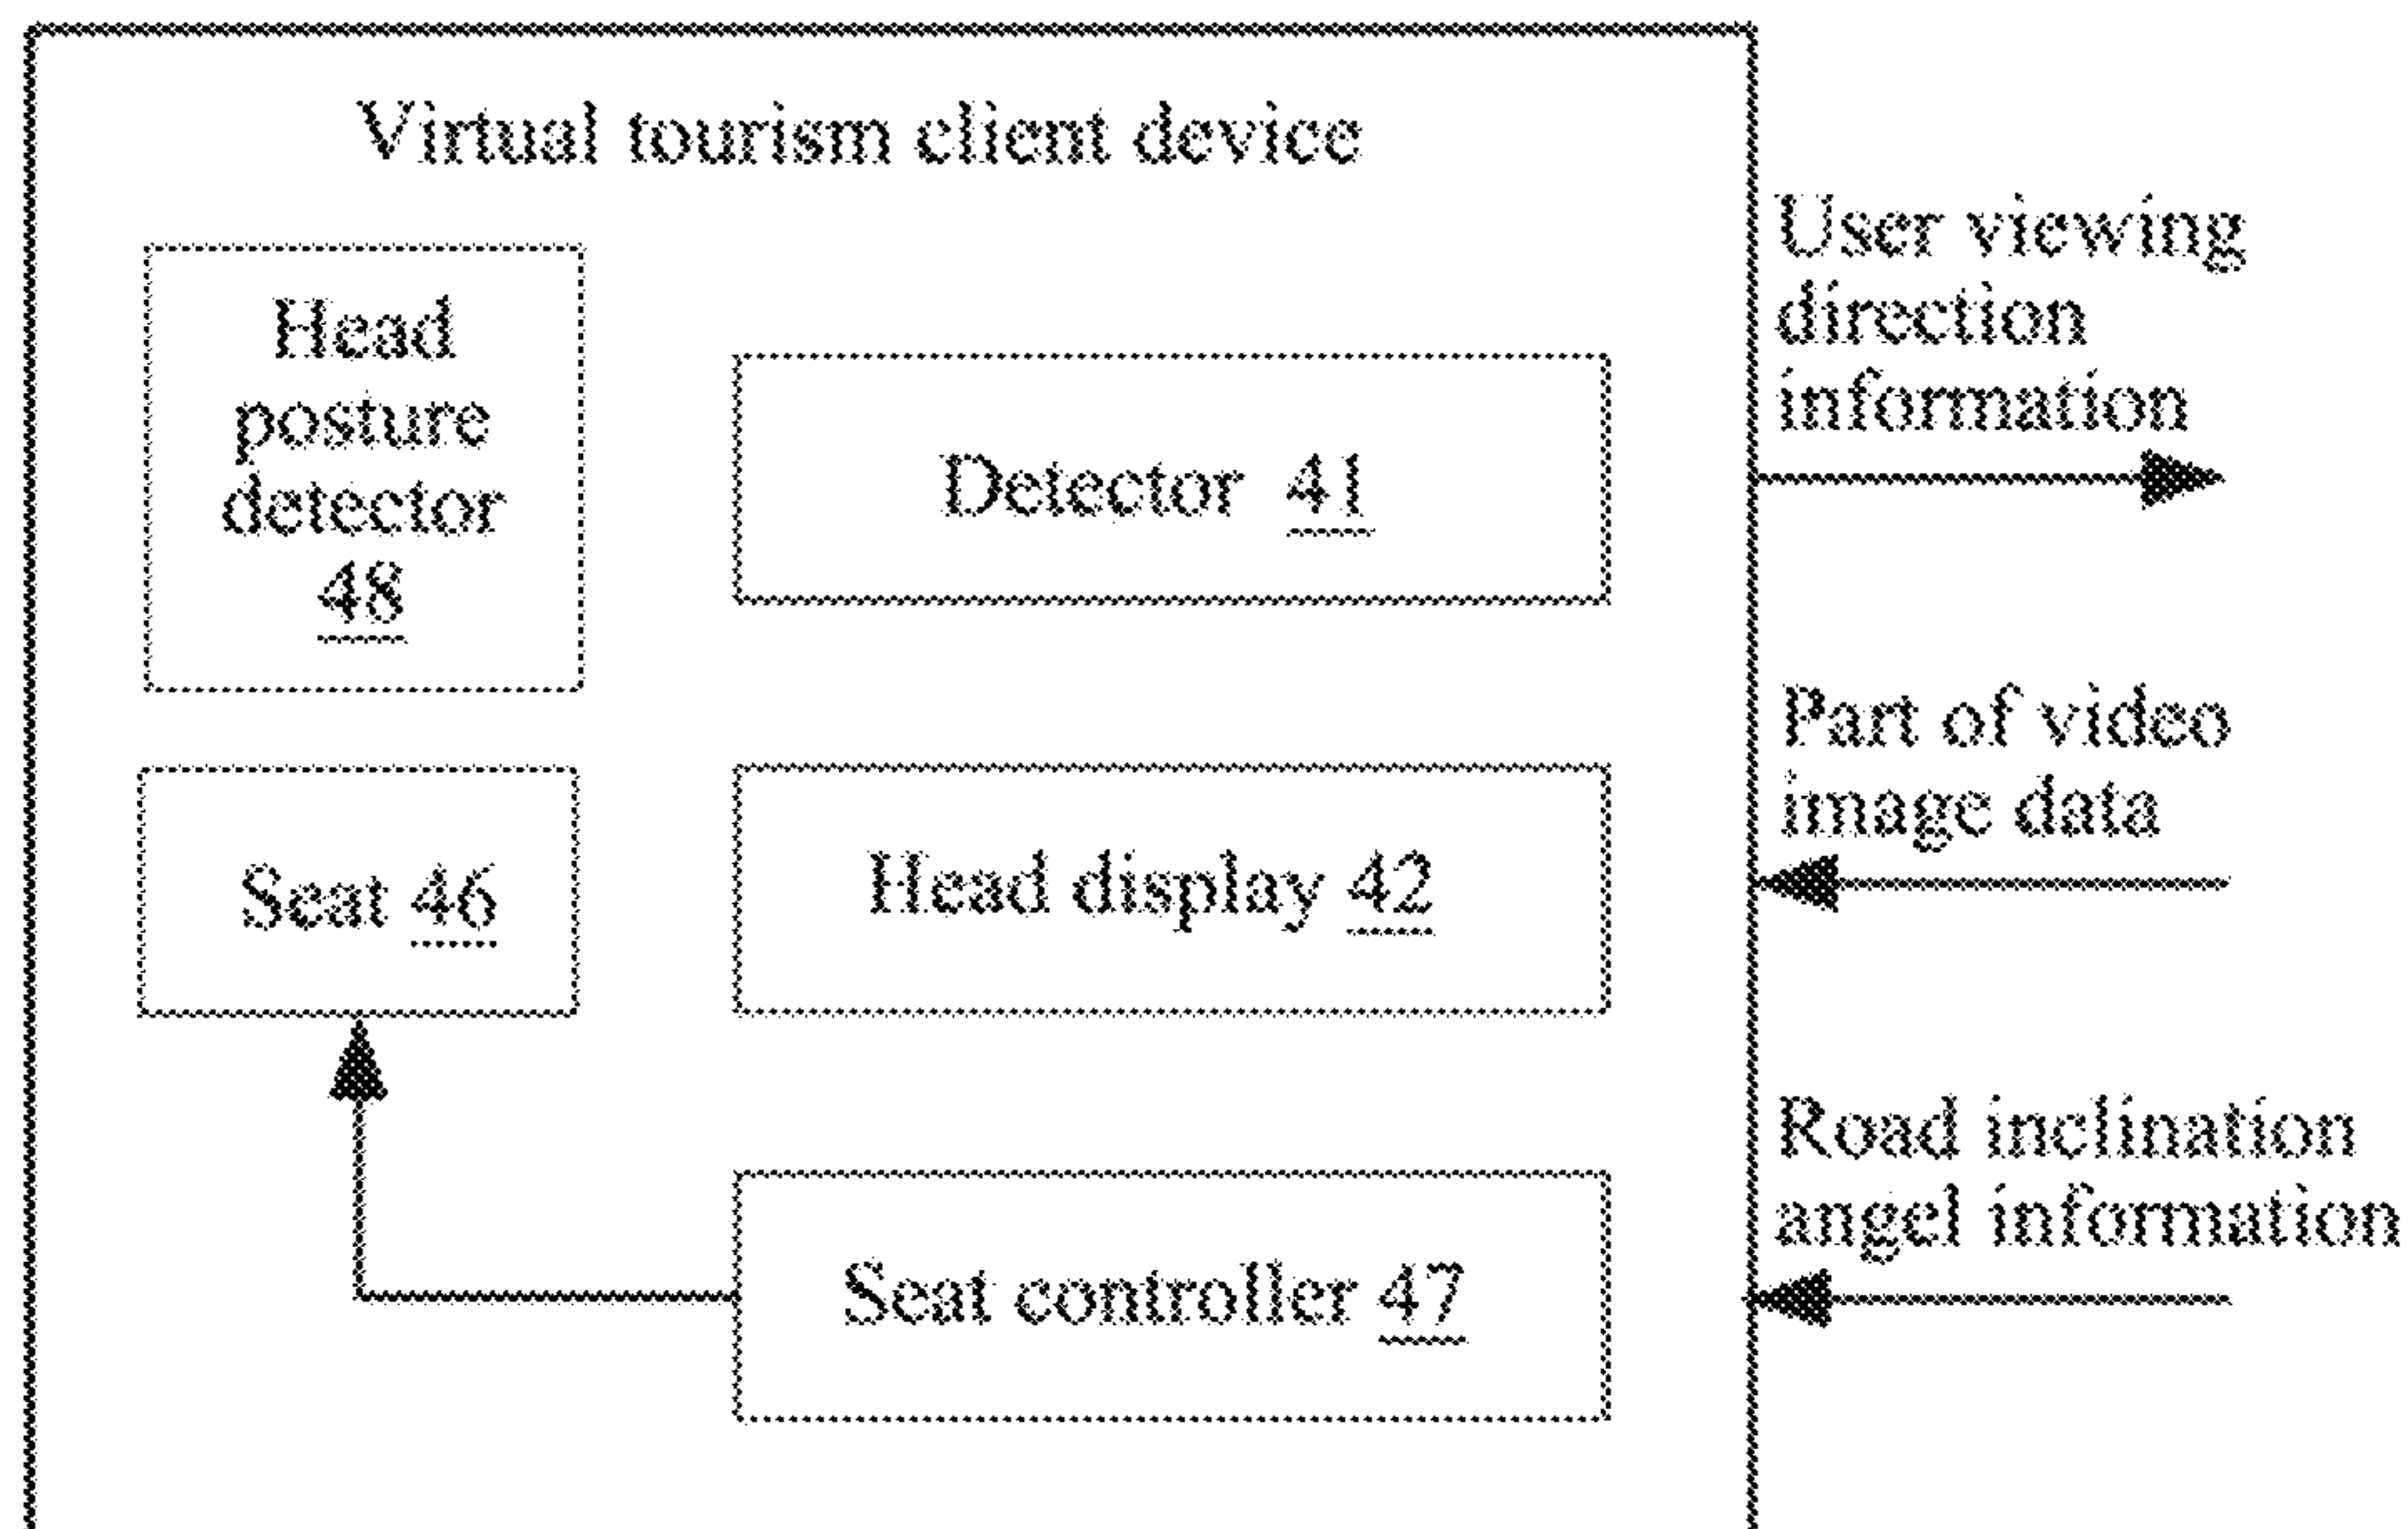 Virtual tourism client device
Head
posture
detector
48
Detector 41
User viewing
direction
information
Seat 46
Head display 42
Part of video
image data
Seat controller 47
Road inclination
angel information